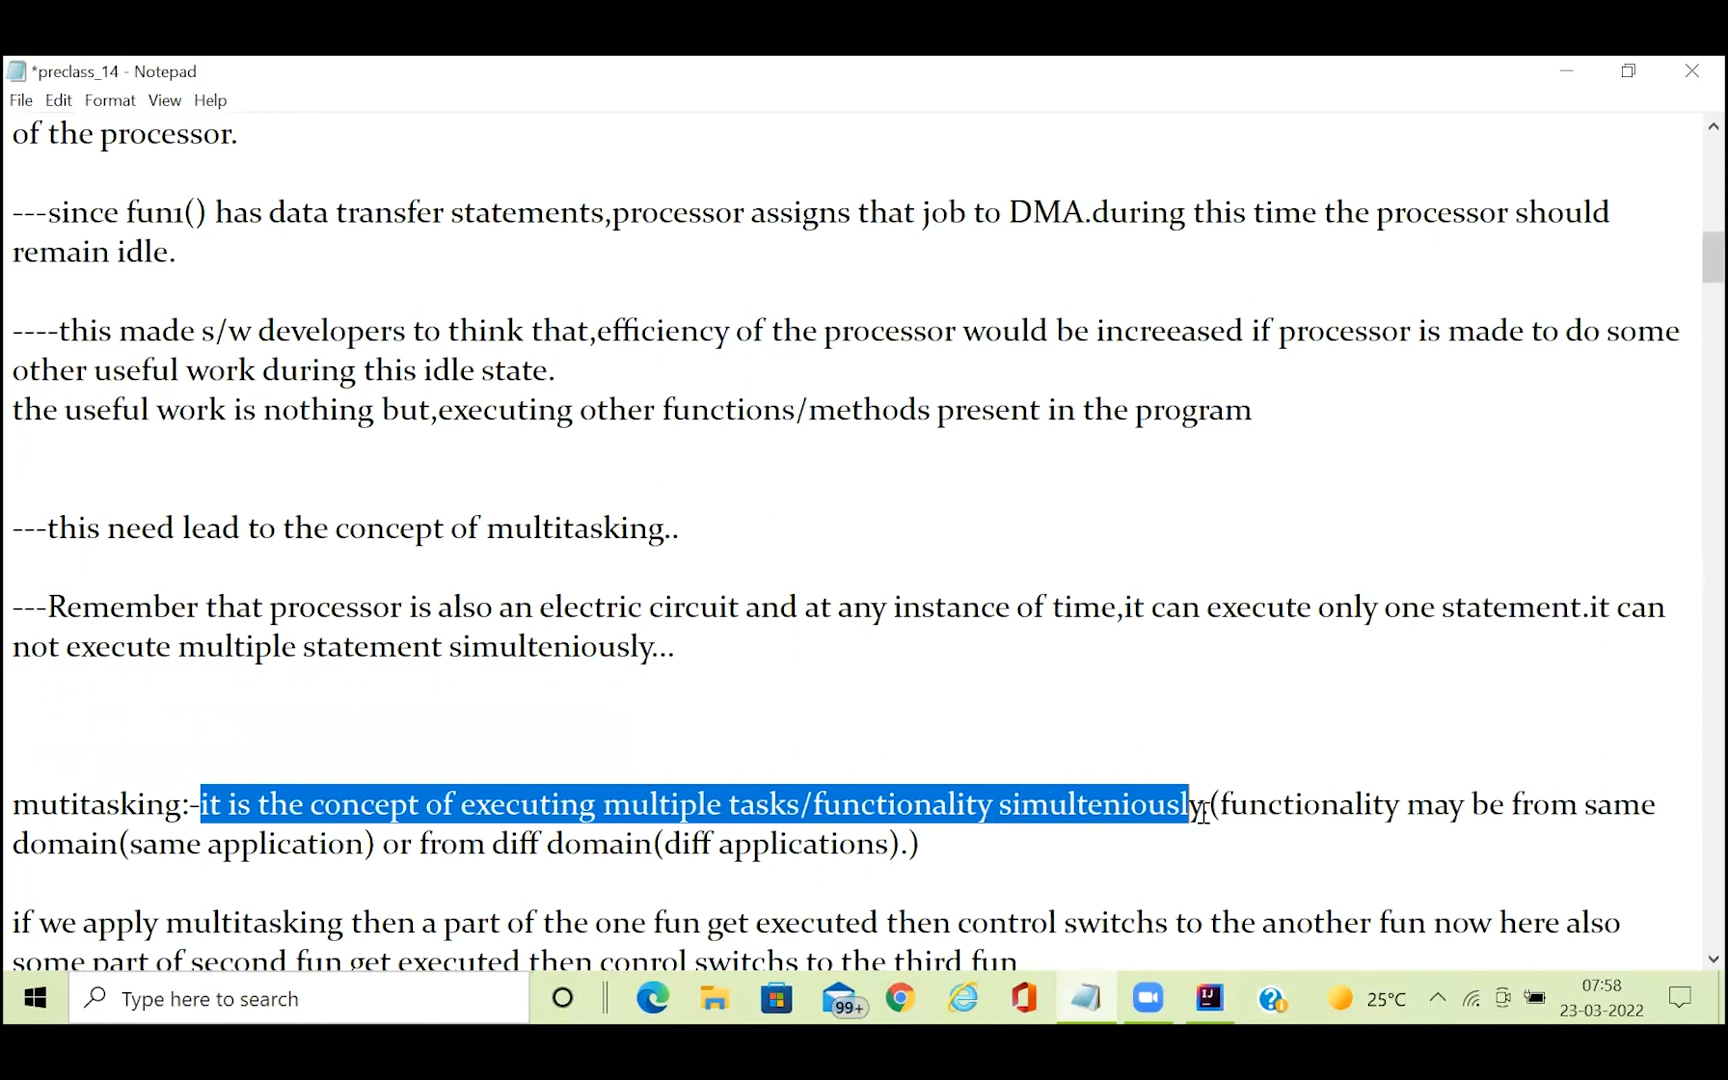 *preclass_14 - Notepad
File Edit Format View Help
of the processor.
---since fun1() has data transfer statements,processor assigns that job to DMA.during this time the processor should
remain idle.
----this made s/w developers to think that,efficiency of the processor would be increeased if processor is made to do some
other useful work during this idle state.
the useful work is nothing but,executing other functions/methods present in the program
---this need lead to the concept of multitasking..
---Remember that processor is also an electric circuit and at any instance of time,it can execute only one statement.it can
not execute multiple statement simulteniously...
mutitasking:-it is the concept of executing multiple tasks/functionality simulteniously.(functionality may be from same
domain(same application) or from diff domain(diff applications).)
if we apply multitasking then a part of the one fun get executed then control switchs to the another fun now here also
some part of second fun get executed then conrol switchs to the third fun
Type here to search
99+
25°C
07:58
23-03-2022